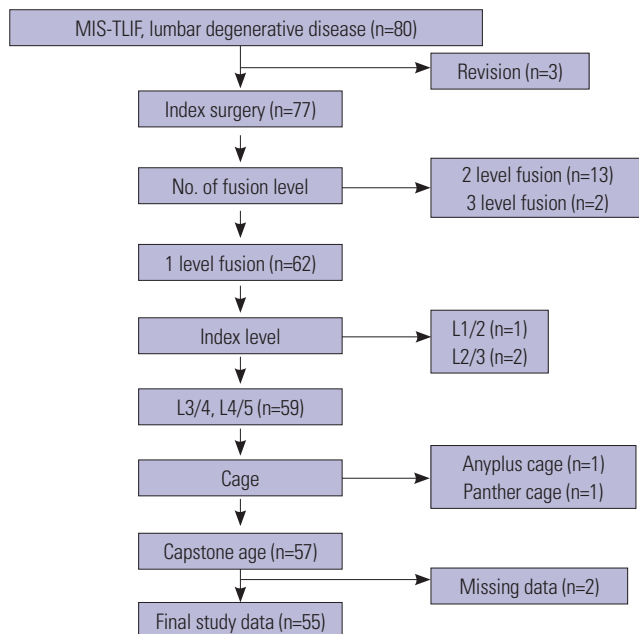 MIS-TLIF, lumbar degenerative disease (n=80)
Revision (n=3)
Index surgery (n=77)
No. of fusion level
2 level fusion (n=13)
3 level fusion (n=2)
1 level fusion (n=62)
Index level
L1/2 (n=1)
L2/3 (n=2)
L3/4, L4/5 (n=59)
Cage
Anyplus cage (n=1)
Panther cage (n=1)
Capstone age (n=57)
Missing data (n=2)
Final study data (n=55)